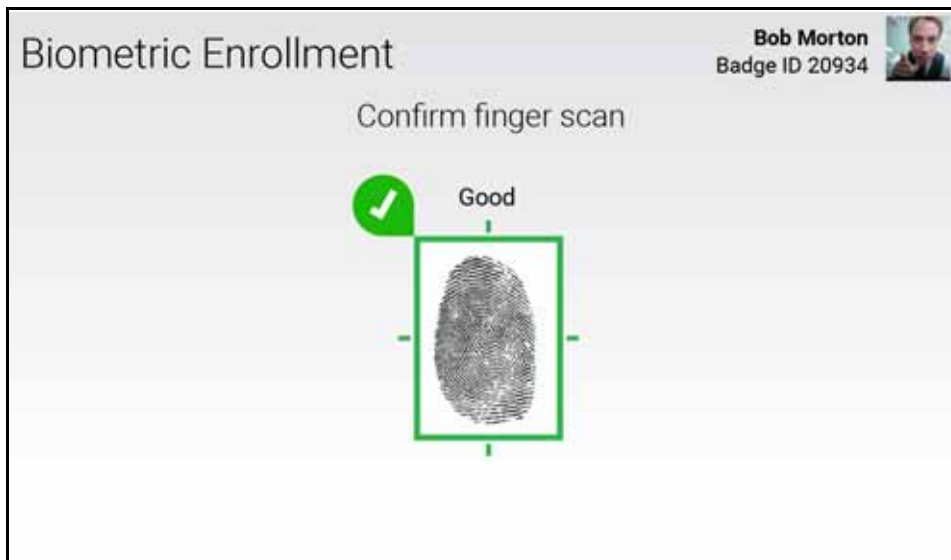 Biometric Enrollment
Bob Morton
Badge ID 20934
Confirm finger scan
Good